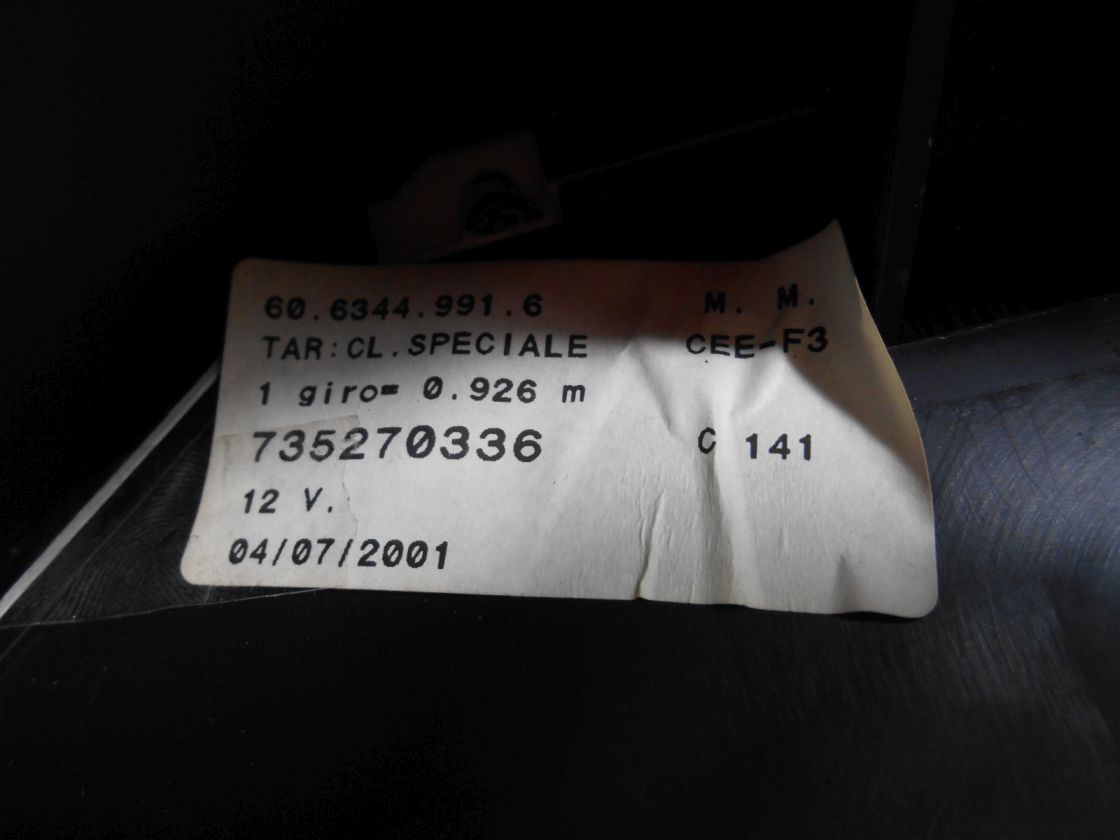 60.6344.991.6 M. M.
TAR:CL.SPECIALE CEE-F3
1 giro= 0.926 m
735270336 C 141
12 V.
04/07/2001